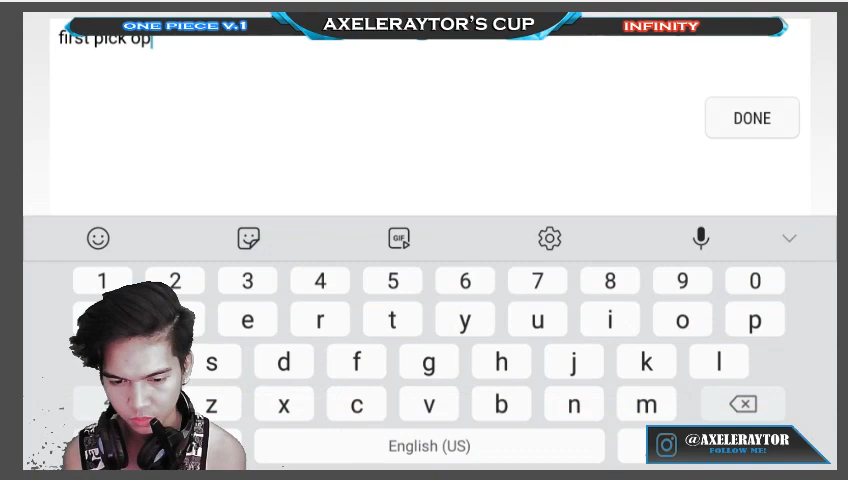 ONE PIECE V.1
AXELERAYTOR'S CUP
INFINITY
first pick op
DONE
GIF
1 2 3 4 5 6 7 8 9 0
e r t y u i o p
s d f g h j k l
z x c v b n m
English (US)
@AXELERAYTOR
FOLLOW ME!